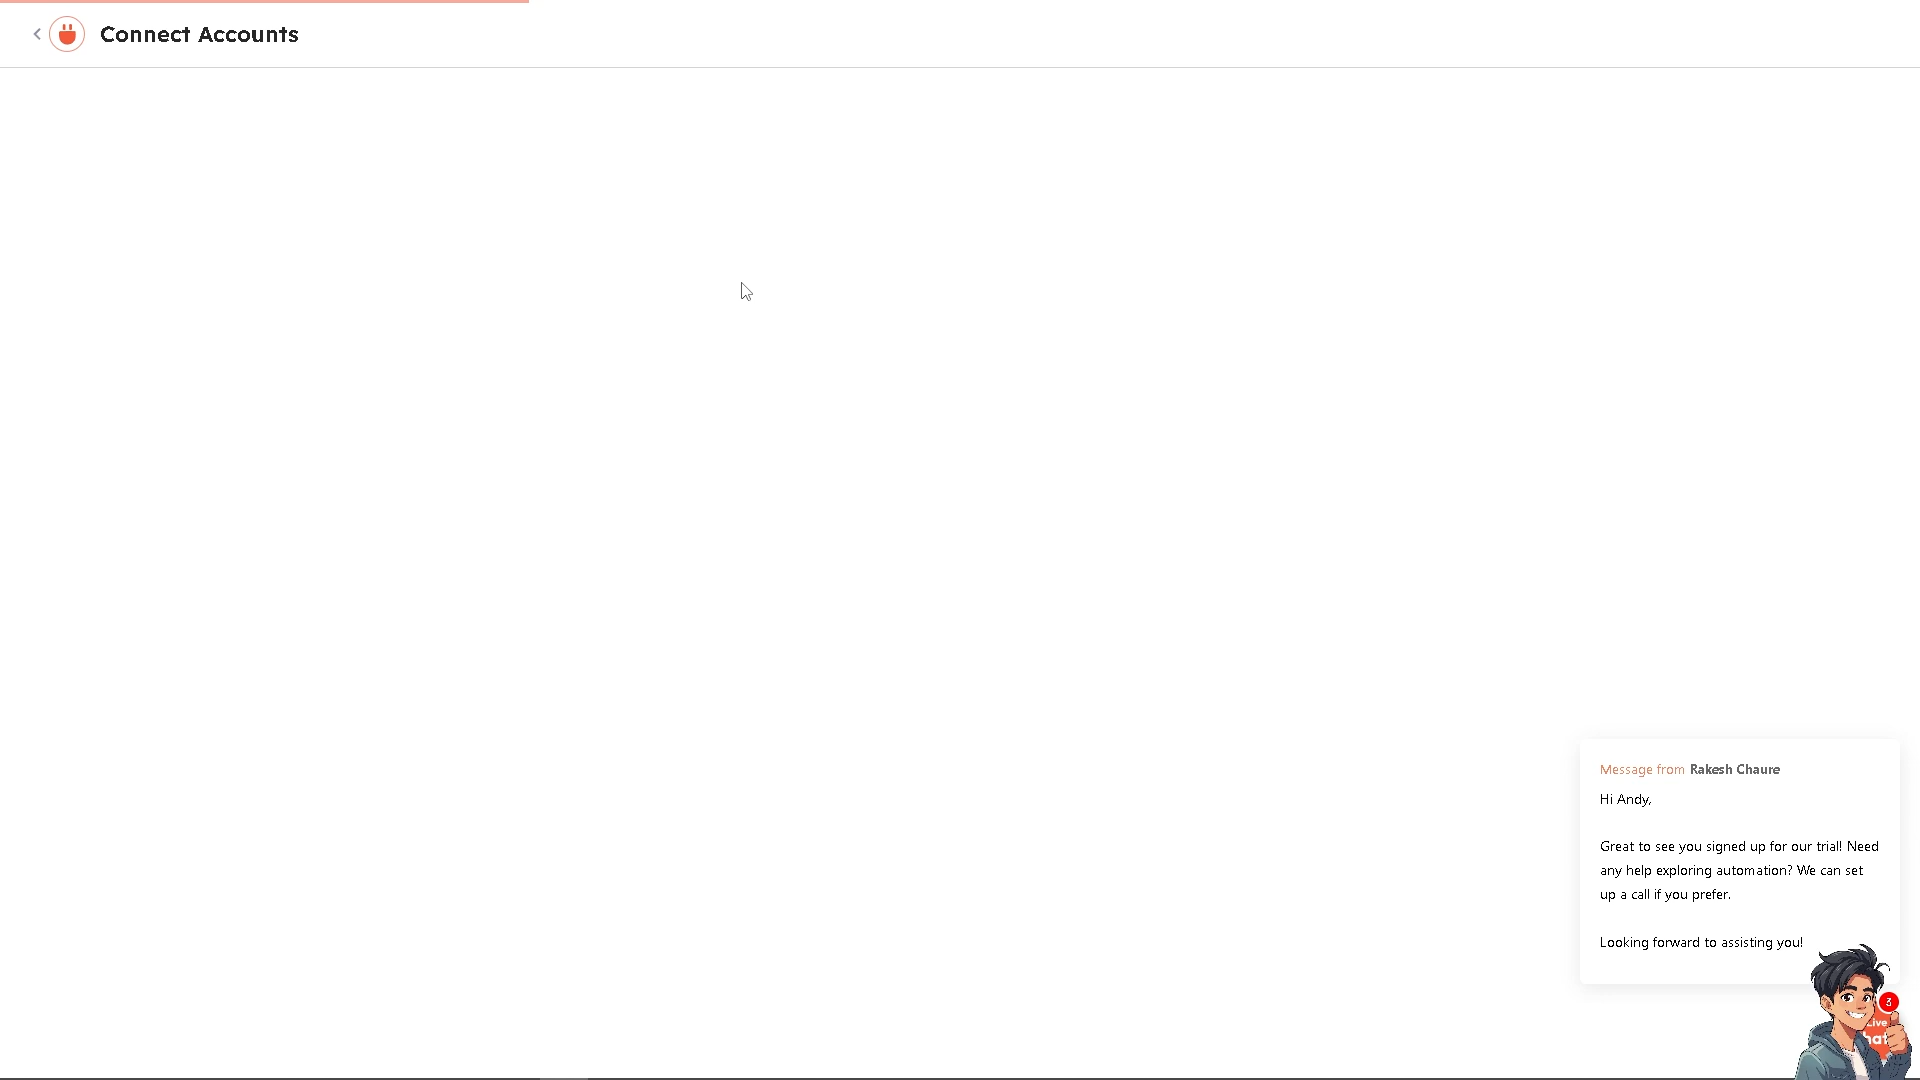 Connect Accounts
Message from Rakesh Chaure
Hi Andy,
Great to see you signed up for our trial! Need
any help exploring automation? We can set
up a call if you prefer.
Looking forward to assisting you!
3